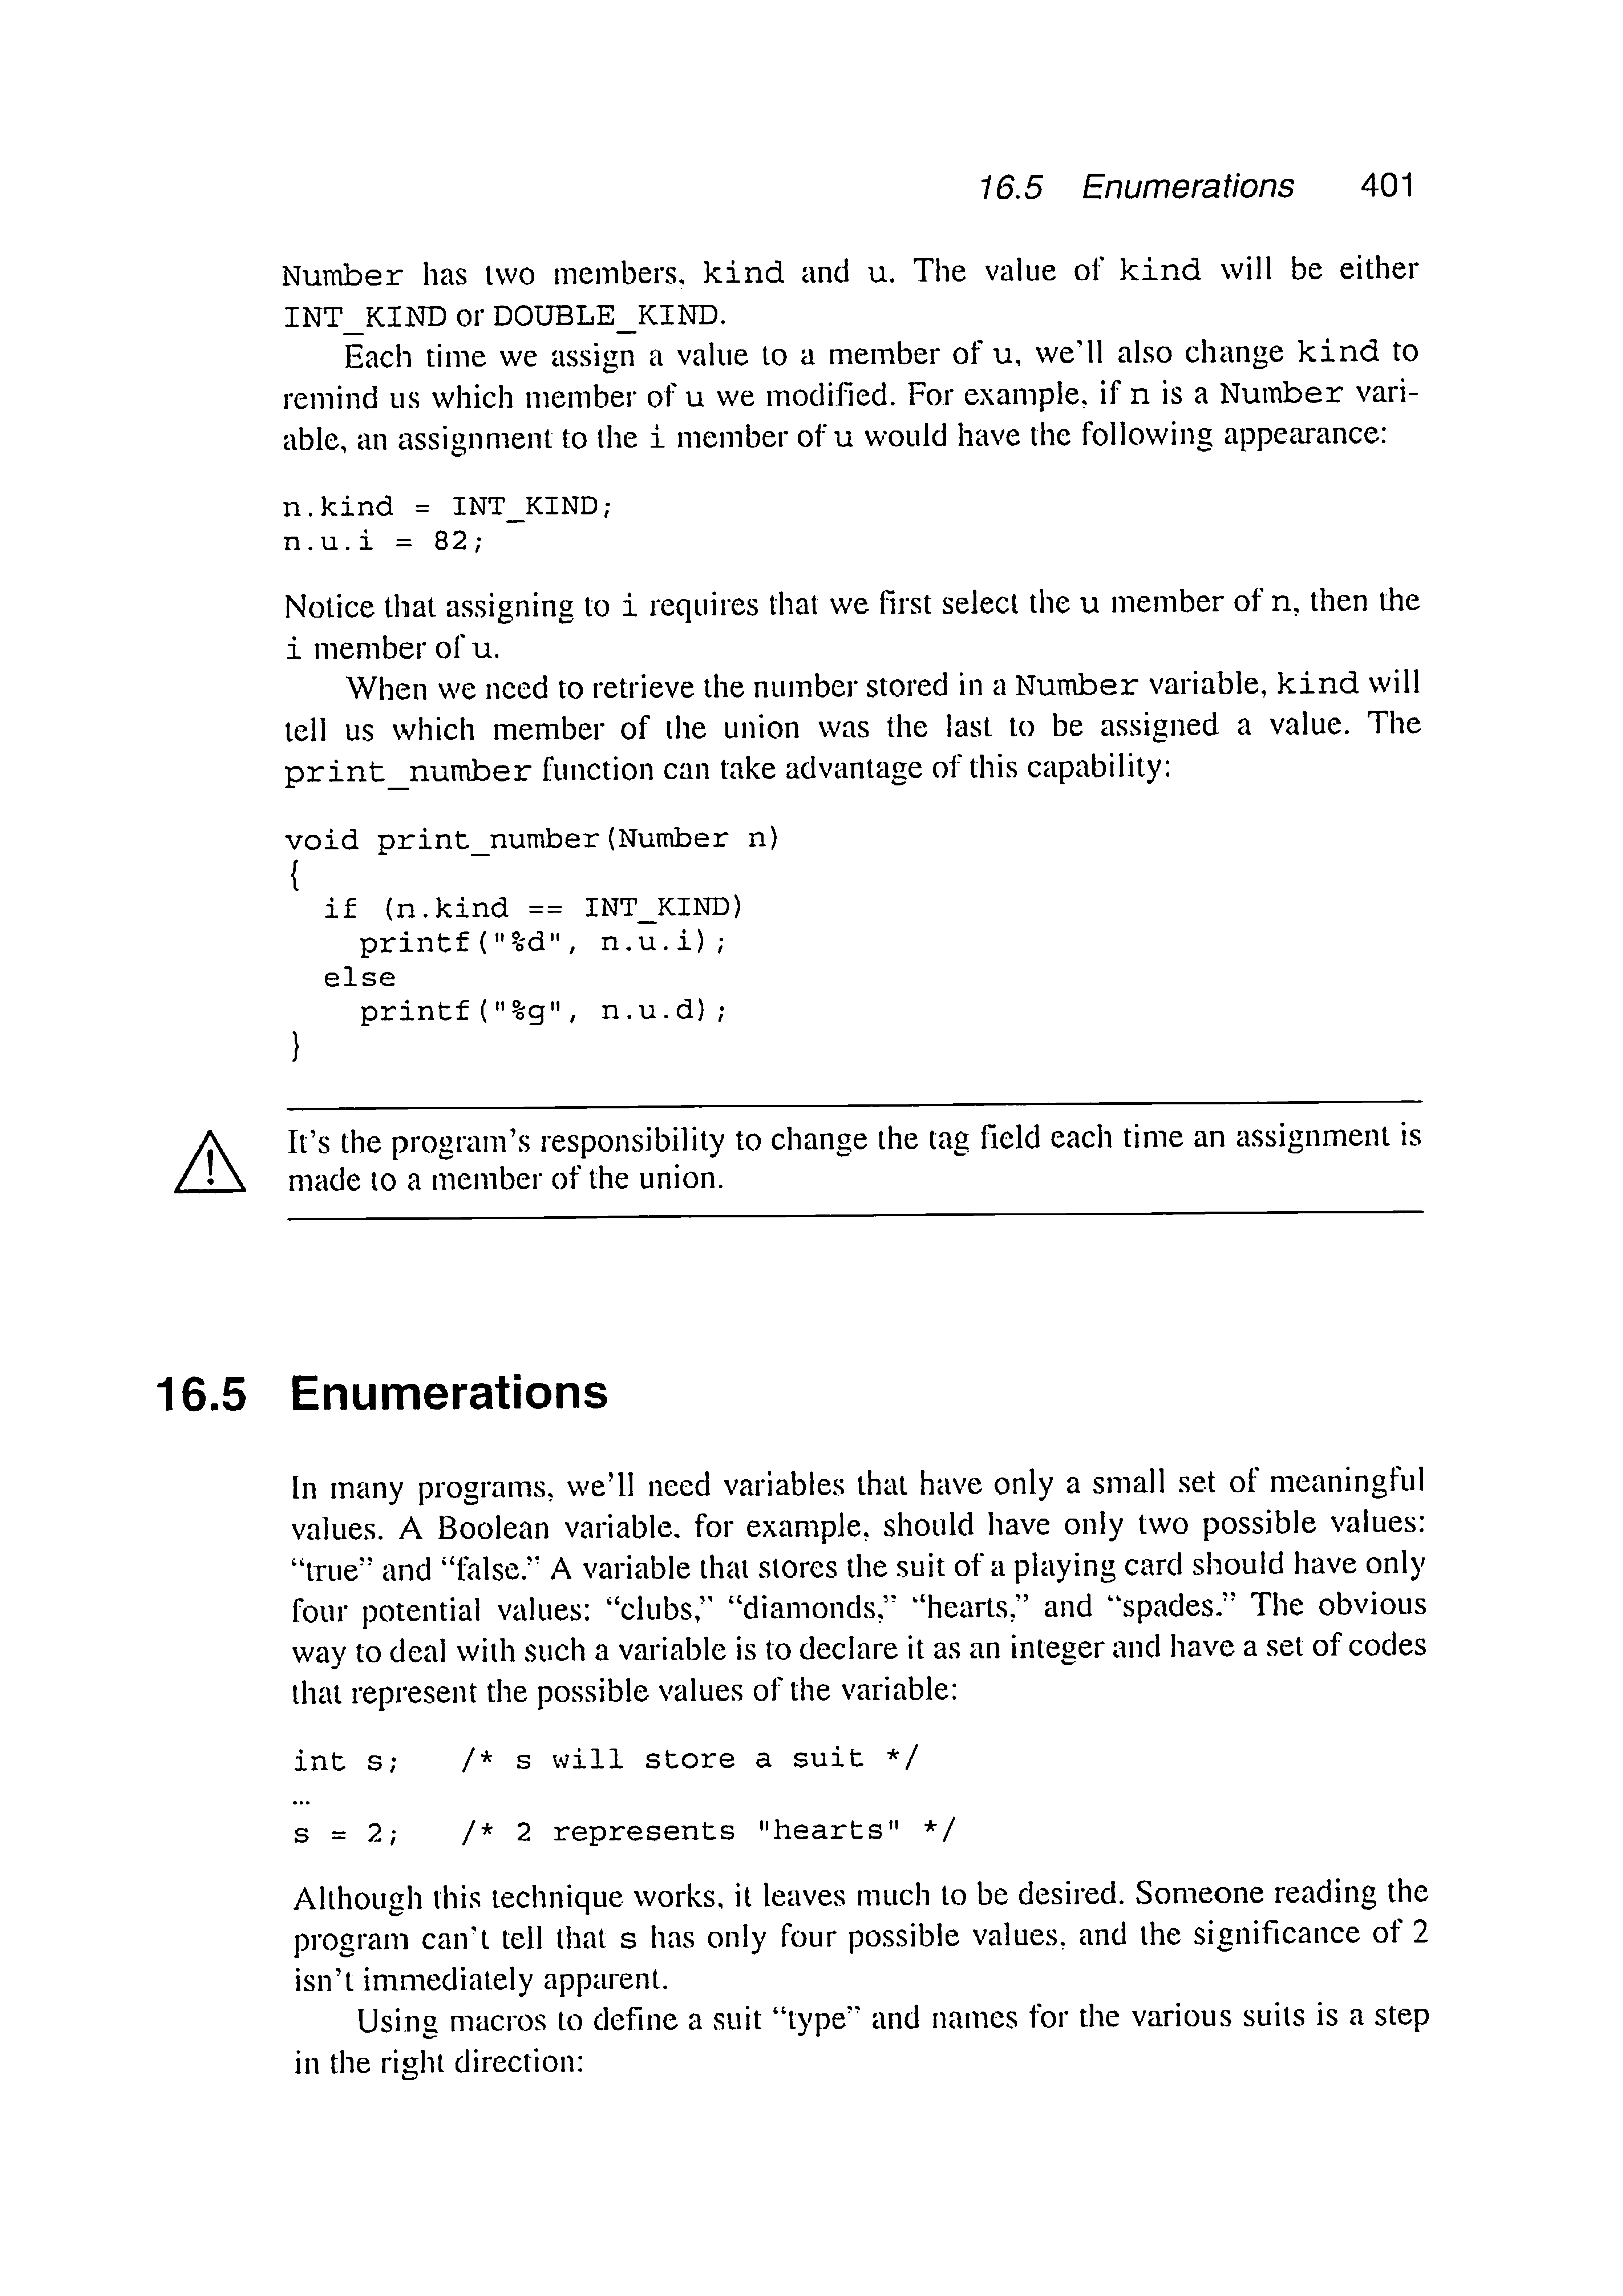 16.5 Enumerations 401
Number has two members, kind and u. The value of kind will be either
INT_KIND or DOUBLE_KIND.
Each time we assign a value to a member of u, we'll also change kind to
remind us which member of u we modified. For example, if n is a Number vari-
able, an assignment to the i member of u would have the following appearance:
n.kind = INT_KIND;
n.u.i = 82;
Notice that assigning to i requires that we first select the u member of n, then the
i member of u.
When we need to retrieve the number stored in a Number variable, kind will
tell us which member of the union was the last to be assigned a value. The
print_number function can take advantage of this capability:
void print_number(Number n)
{
if (n.kind == INT_KIND)
printf("%d", n.u.i);
else
printf("%g", n.u.d);
}
It's the program's responsibility to change the tag field each time an assignment is
made to a member of the union.
16.5 Enumerations
In many programs, we'll need variables that have only a small set of meaningful
values. A Boolean variable, for example, should have only two possible values:
“true” and “false.” A variable that stores the suit of a playing card should have only
four potential values: “clubs,” “diamonds,” “hearts,” and “spades.” The obvious
way to deal with such a variable is to declare it as an integer and have a set of codes
that represent the possible values of the variable:
int s; /* s will store a suit */
…
s = 2; /* 2 represents "hearts" */
Although this technique works, it leaves much to be desired. Someone reading the
program can't tell that s has only four possible values, and the significance of 2
isn't immediately apparent.
Using macros to define a suit “type” and names for the various suits is a step
in the right direction: